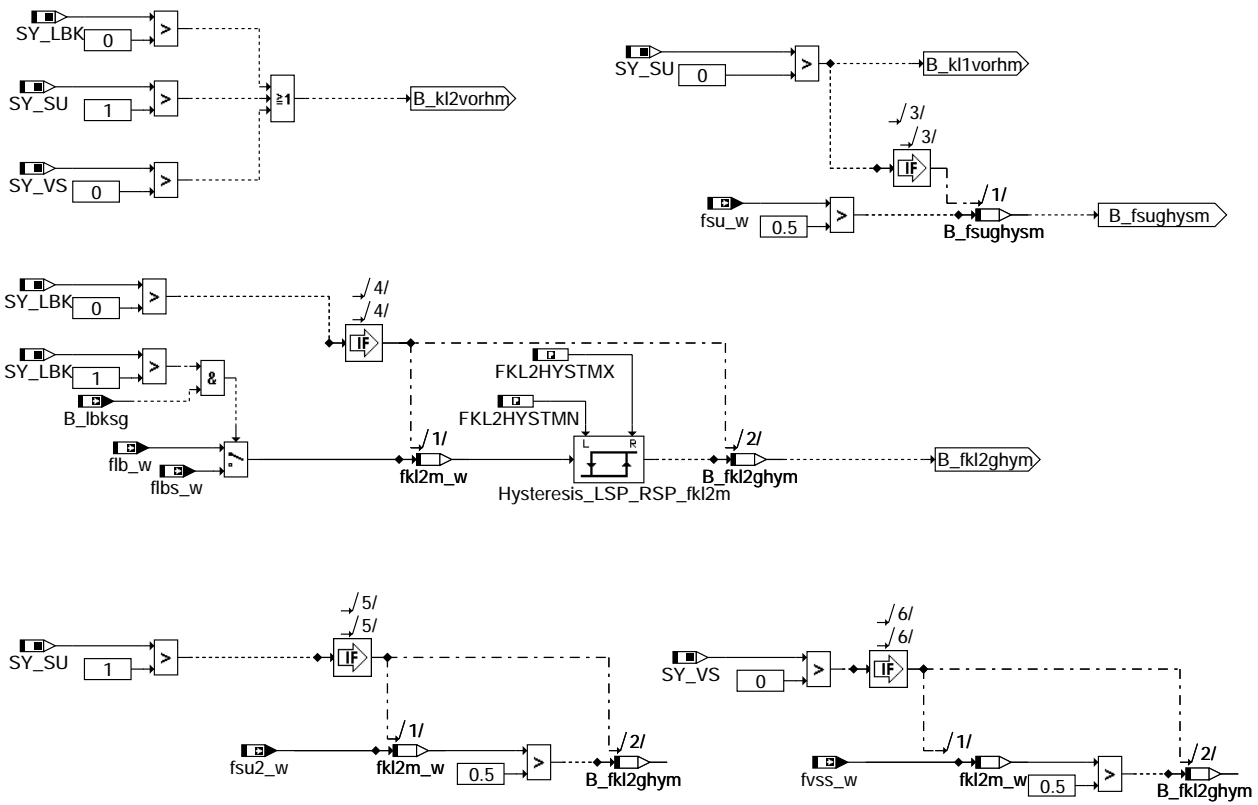 SY_LBK
0
>
SY_SU
1
>
SY_VS
0
>
≥1
B_kl2vorhm
SY_SU
0
>
B_kl1vorhm
3/
3/
IF
fsu_w
0.5
>
1/
B_fsughysm
B_fsughysm
SY_LBK
0
>
4/
4/
IF
SY_LBK
1
>
&
B_lbksg
flb_w
flbs_w
1/
fkl2m_w
P
FKL2HYSTMX
P
FKL2HYSTMN
L R
Hysteresis_LSP_RSP_fkl2m
2/
B_fkl2ghym
B_fkl2ghym
SY_SU
1
>
5/
5/
IF
fsu2_w
1/
fkl2m_w
0.5
>
2/
B_fkl2ghym
SY_VS
0
>
6/
6/
IF
fvss_w
1/
fkl2m_w
0.5
>
2/
B_fkl2ghym